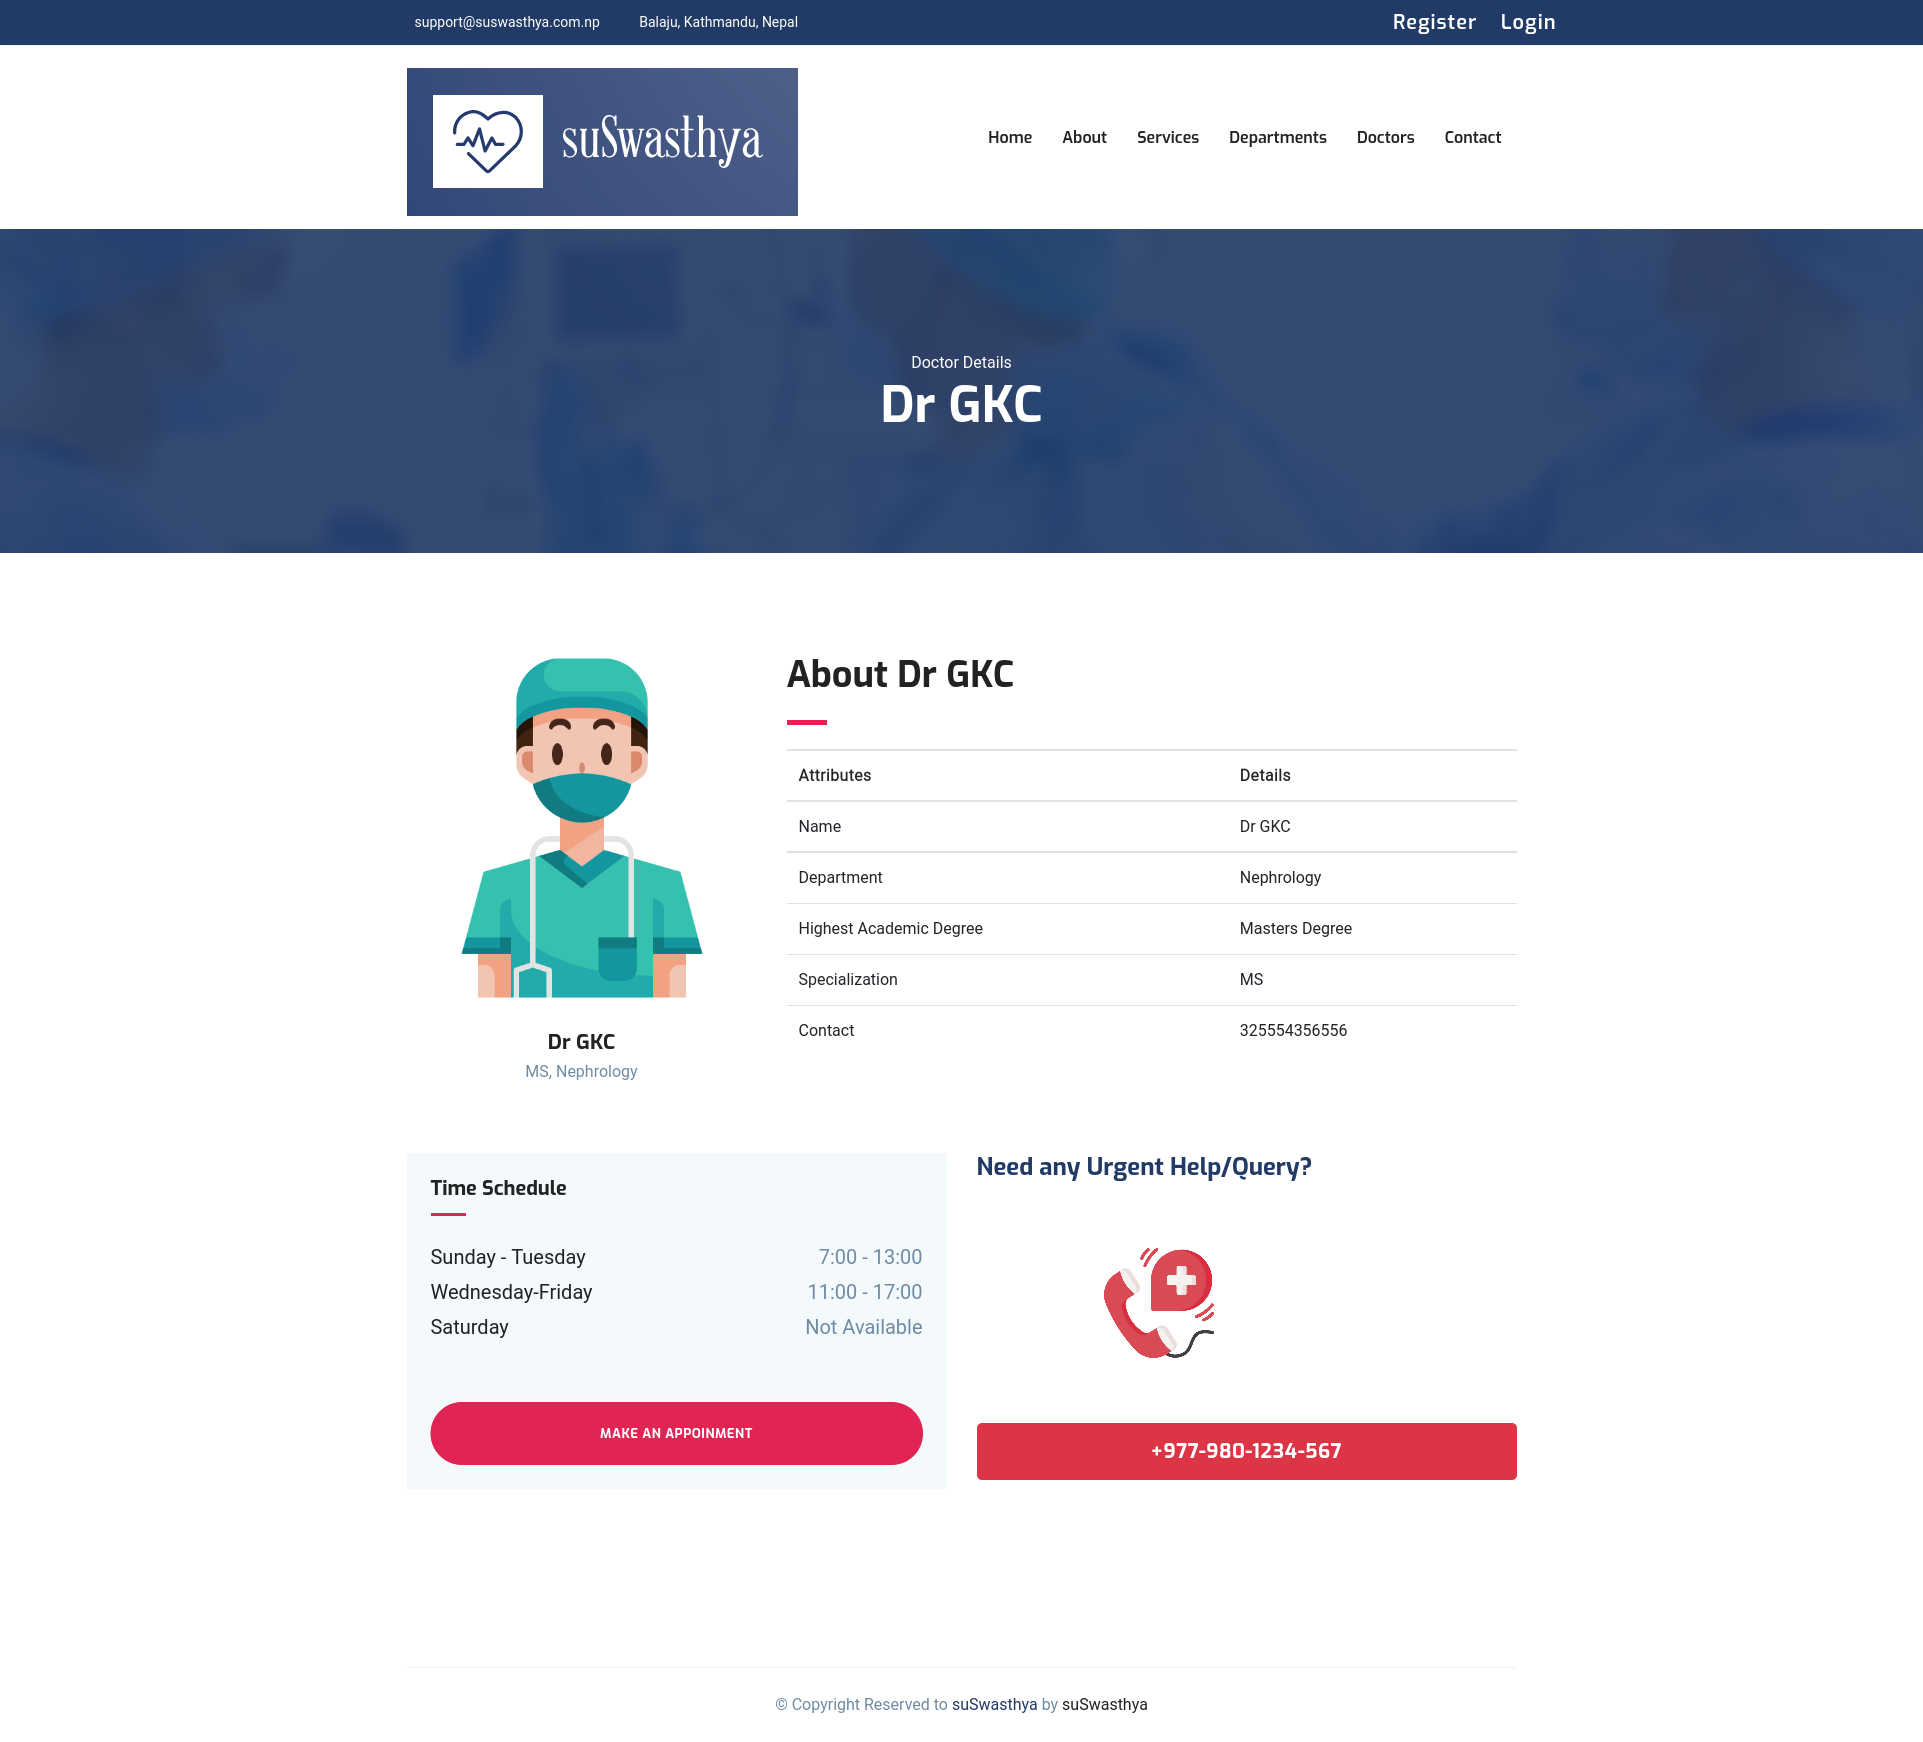 support@suswasthya.com.np Balaju, Kathmandu, Nepal Register Login
suSwasthya
Home About Services Departments Doctors Contact
Doctor Details
Dr GKC
About Dr GKC
Attributes Details
Name Dr GKC
Department Nephrology
Highest Academic Degree Masters Degree
Specialization MS
Contact 325554356556
Dr GKC
MS, Nephrology
Time Schedule
Sunday - Tuesday 7:00 - 13:00
Wednesday-Friday 11:00 - 17:00
Saturday Not Available
MAKE AN APPOINMENT
Need any Urgent Help/Query?
+977-980-1234-567
© Copyright Reserved to suSwasthya by suSwasthya